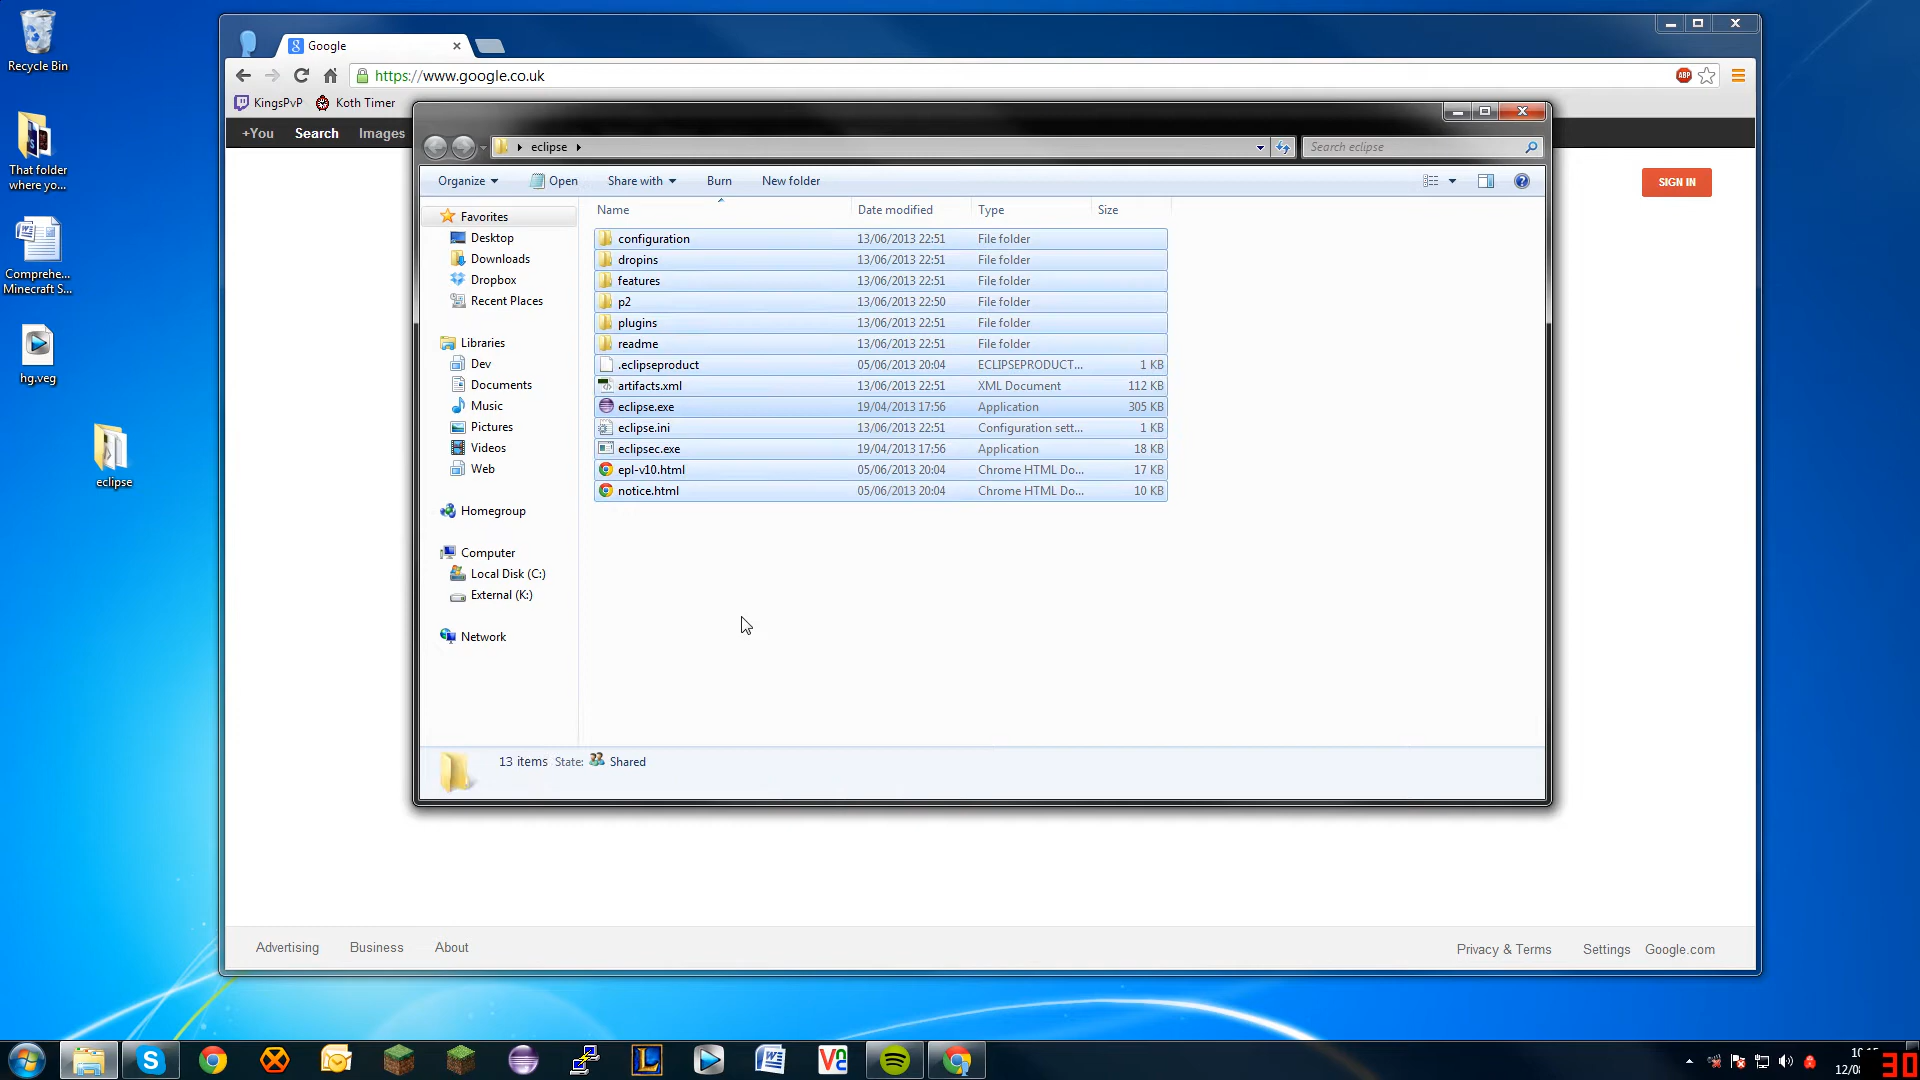 Recycle Bin
That folder
where yo...
Comprehe...
Minecraft S...
hg.veg
eclipse
Google
https://www.google.co.uk
ABP
KingsPvP
Koth Timer
+You
Search
Images
SIGN IN
eclipse
Search eclipse
Organize
Open
Share with
Burn
New folder
Favorites
Desktop
Downloads
Dropbox
Recent Places
Libraries
Dev
Documents
Music
Pictures
Videos
Web
Homegroup
Computer
Local Disk (C:)
External (K:)
Network
Name Date modified Type Size
configuration 13/06/2013 22:51 File folder
dropins 13/06/2013 22:51 File folder
features 13/06/2013 22:51 File folder
p2 13/06/2013 22:50 File folder
plugins 13/06/2013 22:51 File folder
readme 13/06/2013 22:51 File folder
.eclipseproduct 05/06/2013 20:04 ECLIPSEPRODUCT... 1 KB
artifacts.xml 13/06/2013 22:51 XML Document 112 KB
eclipse.exe 19/04/2013 17:56 Application 305 KB
eclipse.ini 13/06/2013 22:51 Configuration sett... 1 KB
eclipsec.exe 19/04/2013 17:56 Application 18 KB
epl-v10.html 05/06/2013 20:04 Chrome HTML Do... 17 KB
notice.html 05/06/2013 20:04 Chrome HTML Do... 10 KB
13 items State: Shared
Advertising
Business
About
Privacy & Terms
Settings
Google.com
30